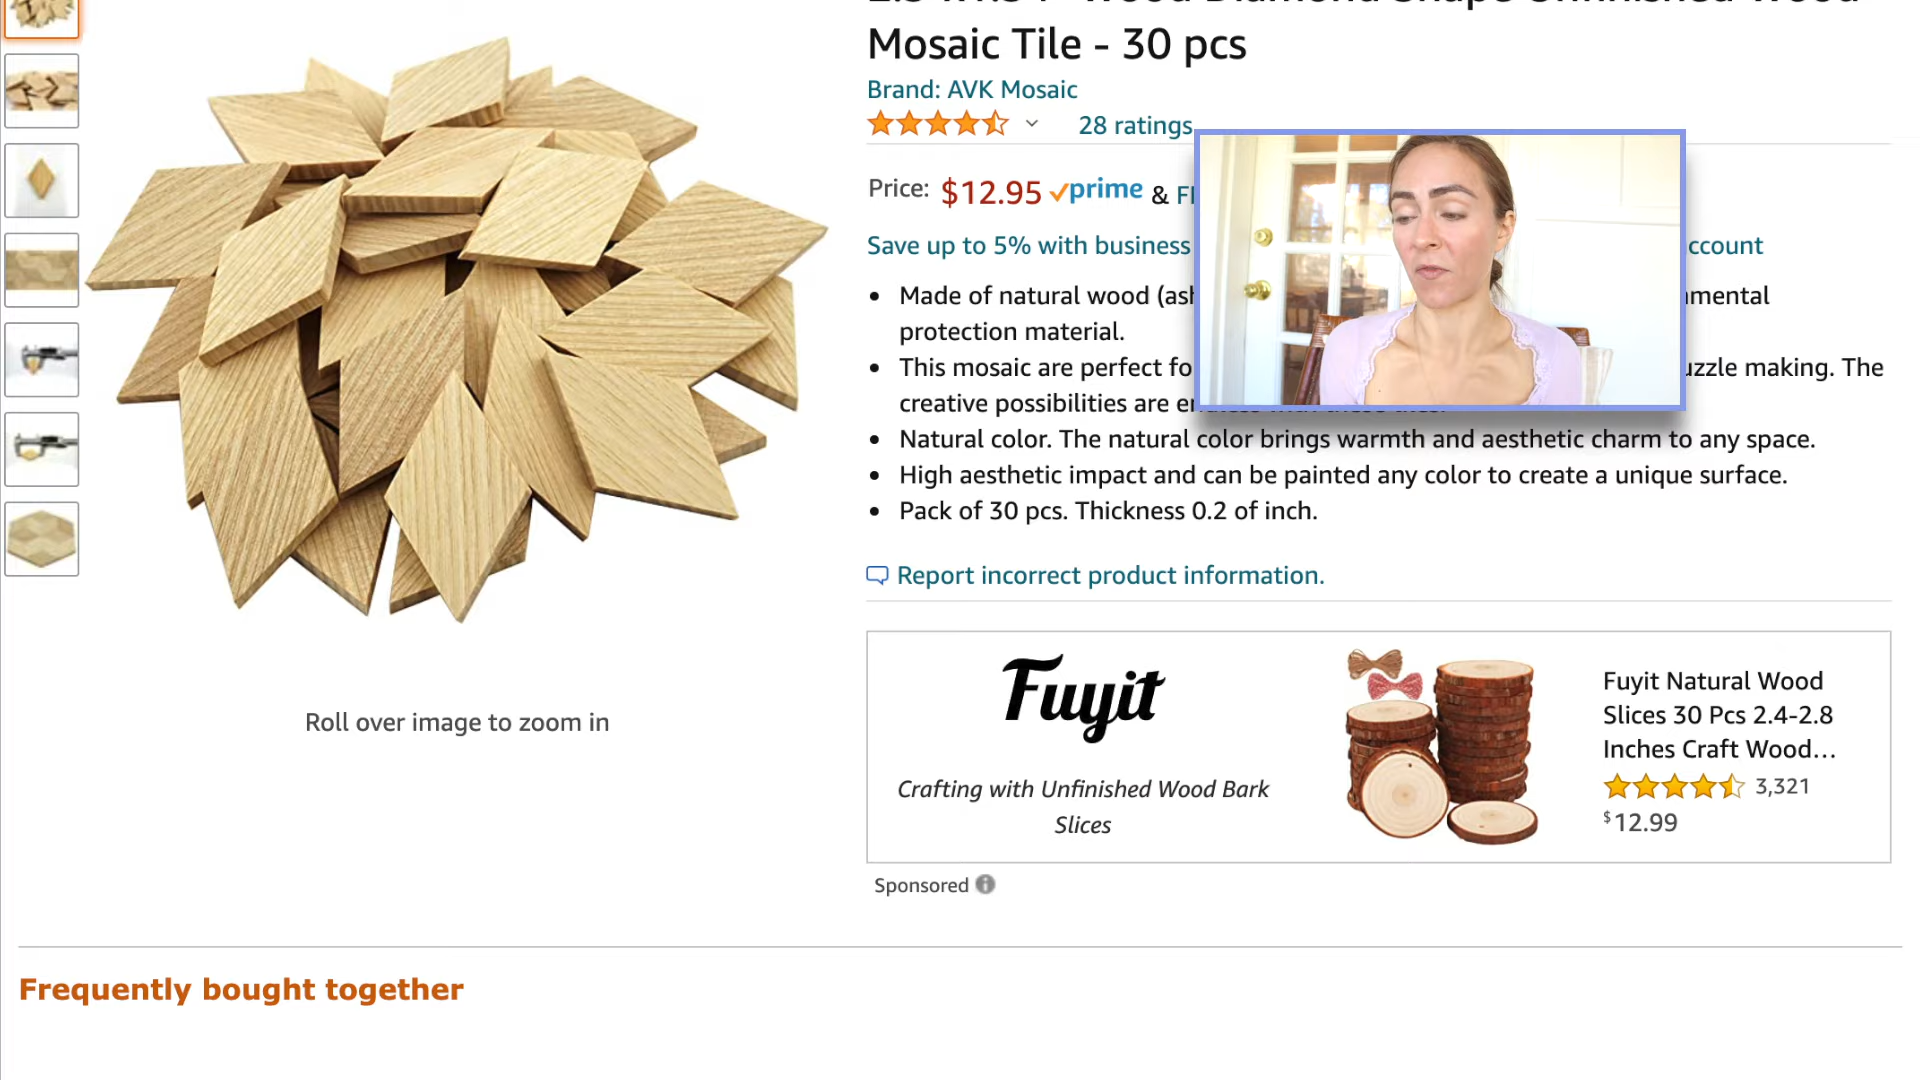 Mosaic Tile - 30 pcs
Brand: AVK Mosaic
28 ratings
Price: $12.95 prime &
Save up to 5% with business ccount
Made of natural wood
protection material.
This mosaic are perfect uzzle making. The
creative possibilities are
Natural color. The natural color brings warmth and aesthetic charm to any space.
High aesthetic impact and can be painted any color to create a unique surface.
Pack of 30 pcs. Thickness 0.2 of inch.
Report incorrect product information.
Fuyit
Crafting with Unfinished Wood Bark
Slices
Fuyit Natural Wood
Slices 30 Pcs 2.4-2.8
Inches Craft Wood…
3,321
$12.99
Sponsored
Roll over image to zoom in
Frequently bought together